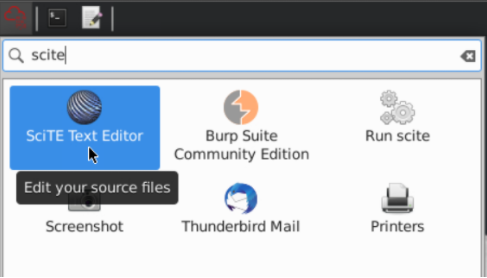 scite
SciTE Text Editor
Burp Suite
Community Edition
Run scite
Edit your source files
Screenshot
Thunderbird Mail
Printers